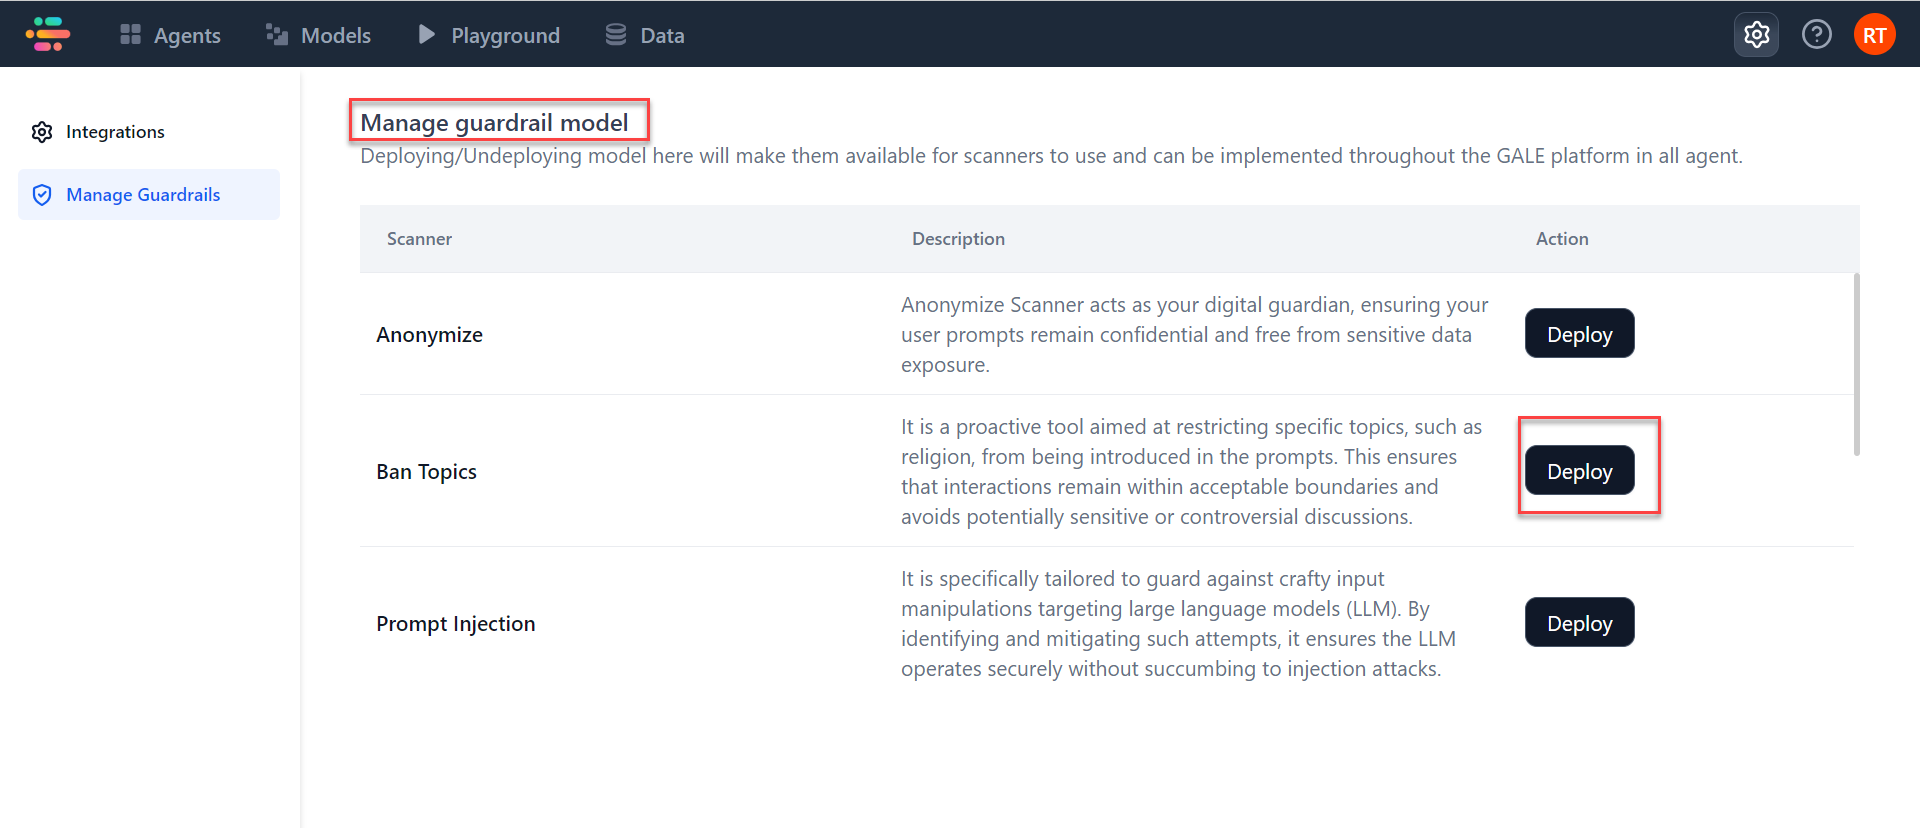 Agents
Models
Playground
Data
RT
Integrations
Manage Guardrails
Manage guardrail model
Deploying/Undeploying model here will make them available for scanners to use and can be implemented throughout the GALE platform in all agent.
Scanner
Description
Action
Anonymize
Anonymize Scanner acts as your digital guardian, ensuring your
user prompts remain confidential and free from sensitive data
exposure.
Deploy
Ban Topics
It is a proactive tool aimed at restricting specific topics, such as
religion, from being introduced in the prompts. This ensures
that interactions remain within acceptable boundaries and
avoids potentially sensitive or controversial discussions.
Deploy
Prompt Injection
It is specifically tailored to guard against crafty input
manipulations targeting large language models (LLM). By
identifying and mitigating such attempts, it ensures the LLM
operates securely without succumbing to injection attacks.
Deploy